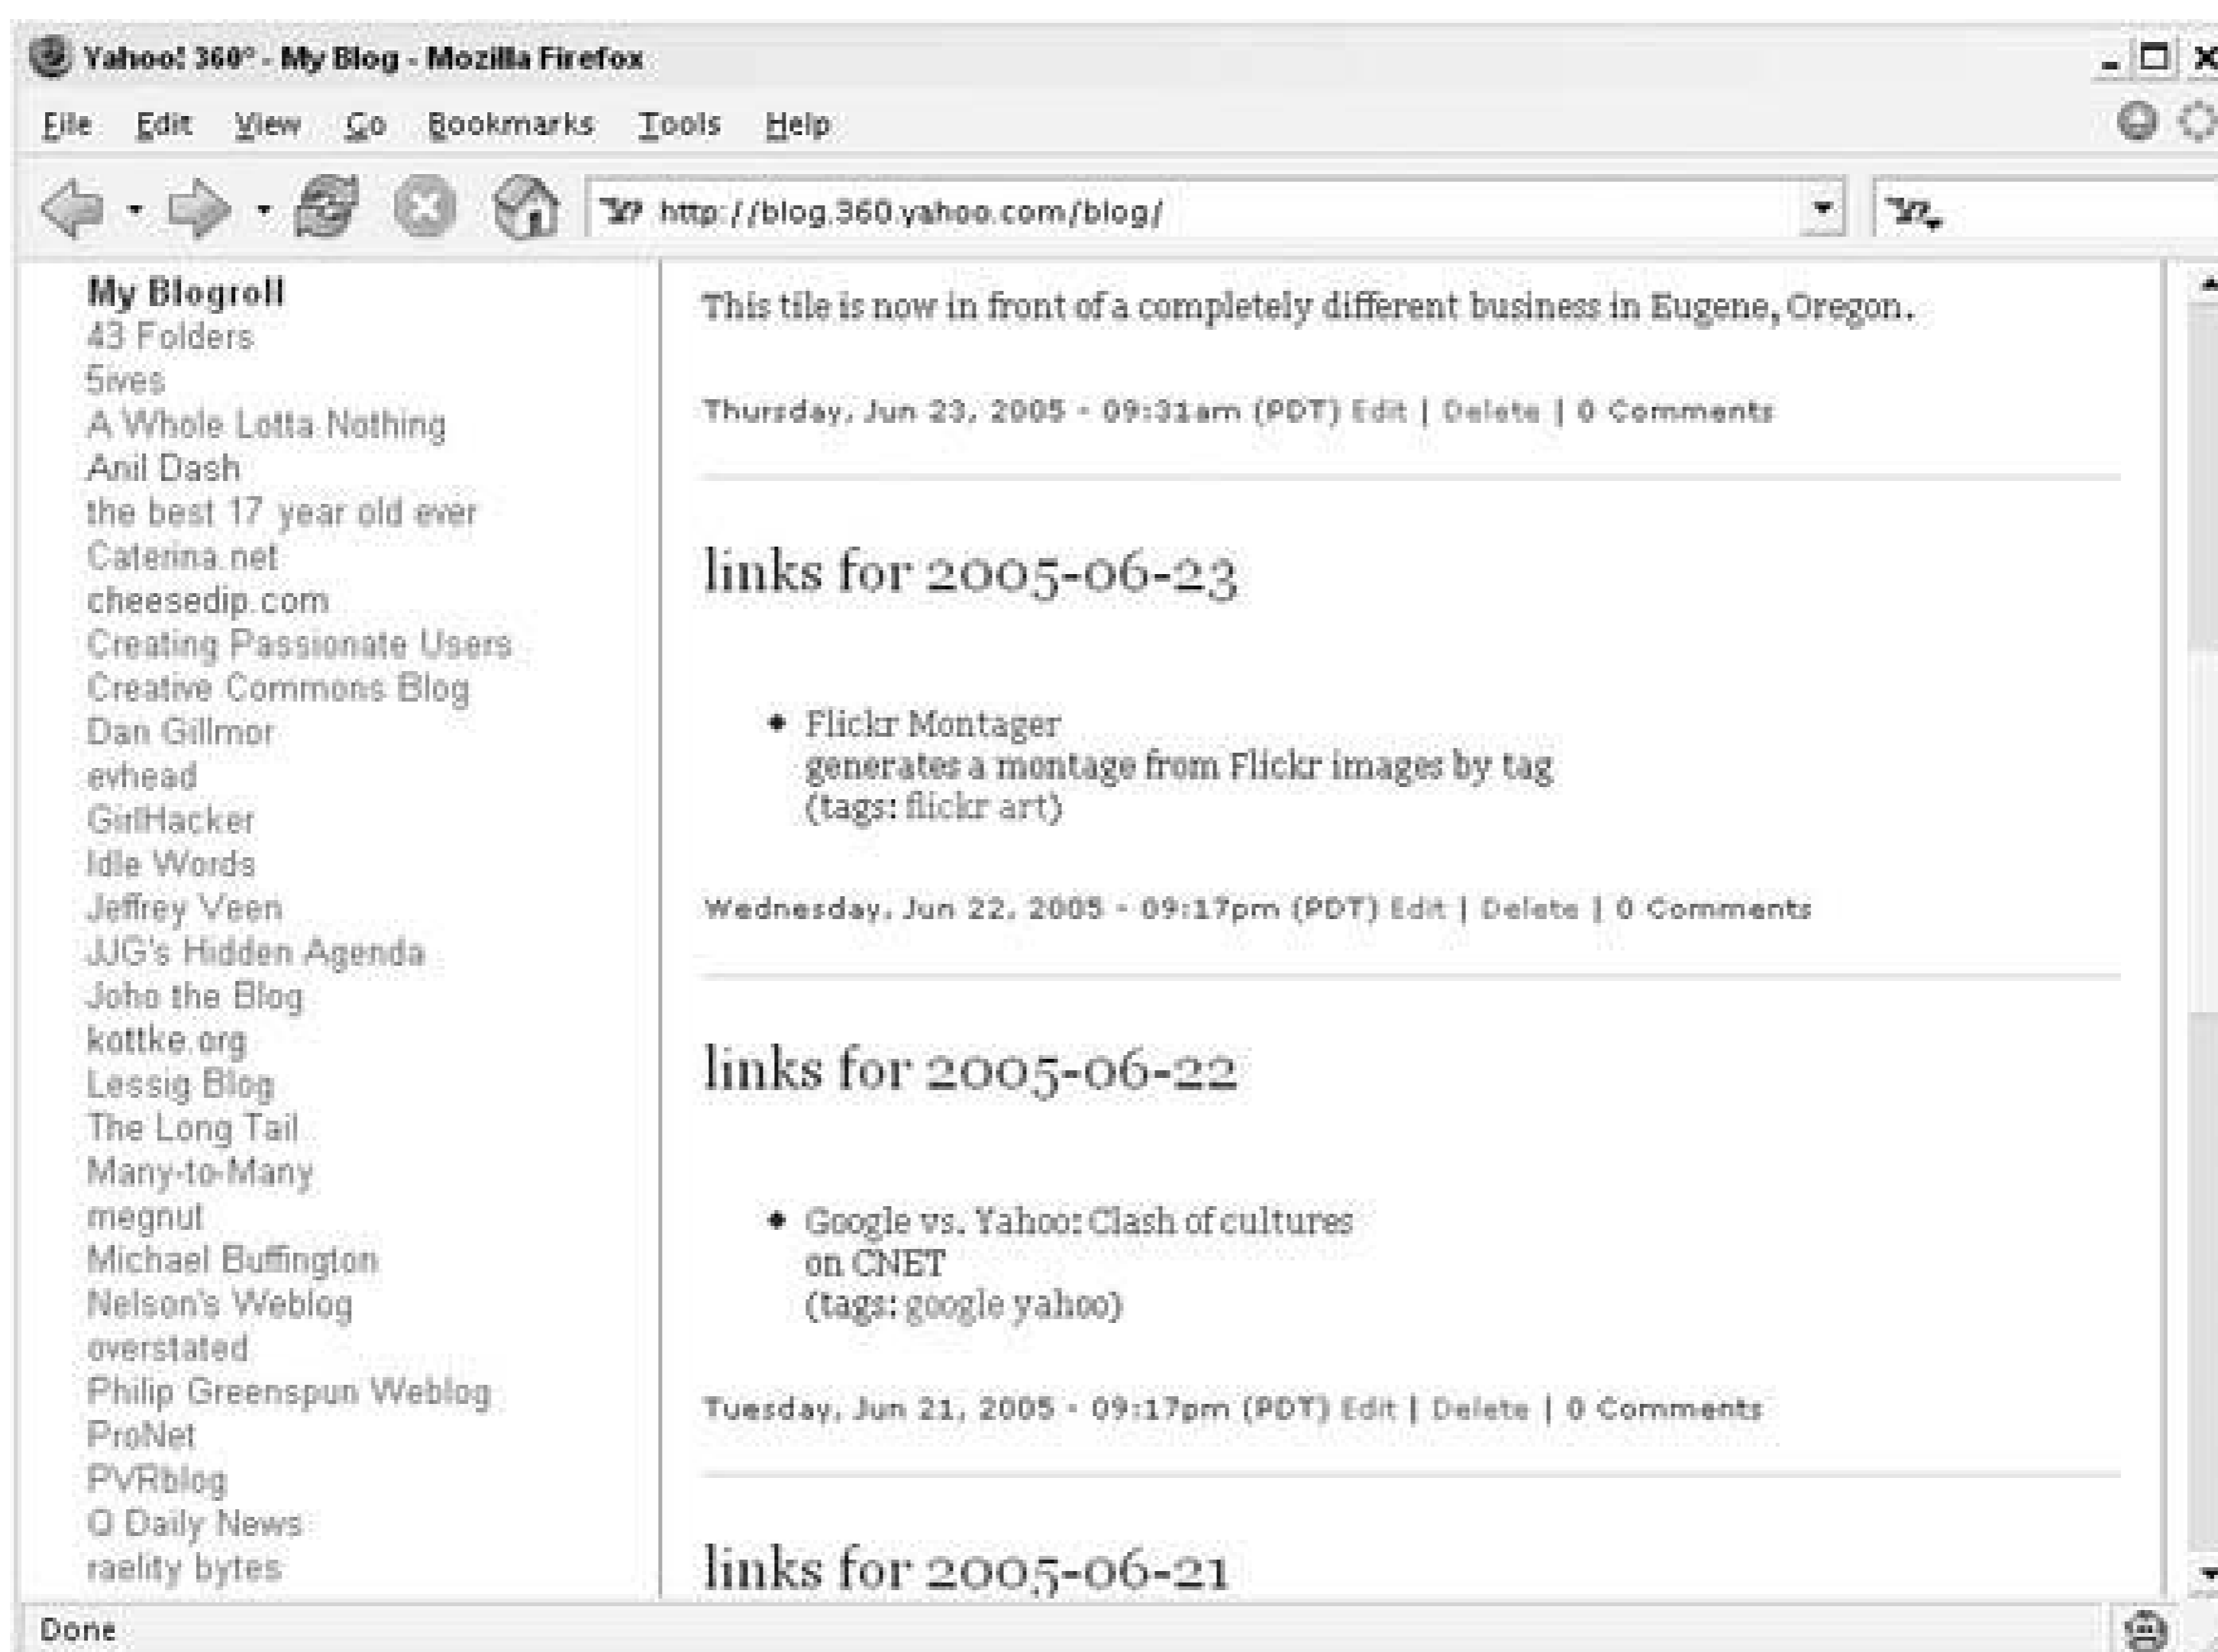 Yahoo! 360° - My Blog - Mozilla Firefox
File Edit View Go Bookmarks Tools Help
http://blog.360.yahoo.com/blog/
My Blogroll
43 Folders
5ives
A Whole Lotta Nothing
Anil Dash
the best 17 year old ever
Caterina.net
cheesedip.com
Creating Passionate Users
Creative Commons Blog
Dan Gillmor
evhead
GirlHacker
Idle Words
Jeffrey Veen
JJG's Hidden Agenda
Joho the Blog
kottke.org
Lessig Blog
The Long Tail
Many-to-Many
megnut
Michael Buffington
Nelson's Weblog
overstated
Philip Greenspun Weblog
ProNet
PVRblog
Q Daily News
raelity bytes
This tile is now in front of a completely different business in Eugene, Oregon.
Thursday, Jun 23, 2005 - 09:31am (PDT) Edit | Delete | 0 Comments
links for 2005-06-23
• Flickr Montager
generates a montage from Flickr images by tag
(tags: flickr art)
Wednesday, Jun 22, 2005 - 09:17pm (PDT) Edit | Delete | 0 Comments
links for 2005-06-22
• Google vs. Yahoo: Clash of cultures
on CNET
(tags: google yahoo)
Tuesday, Jun 21, 2005 - 09:17pm (PDT) Edit | Delete | 0 Comments
links for 2005-06-21
Done